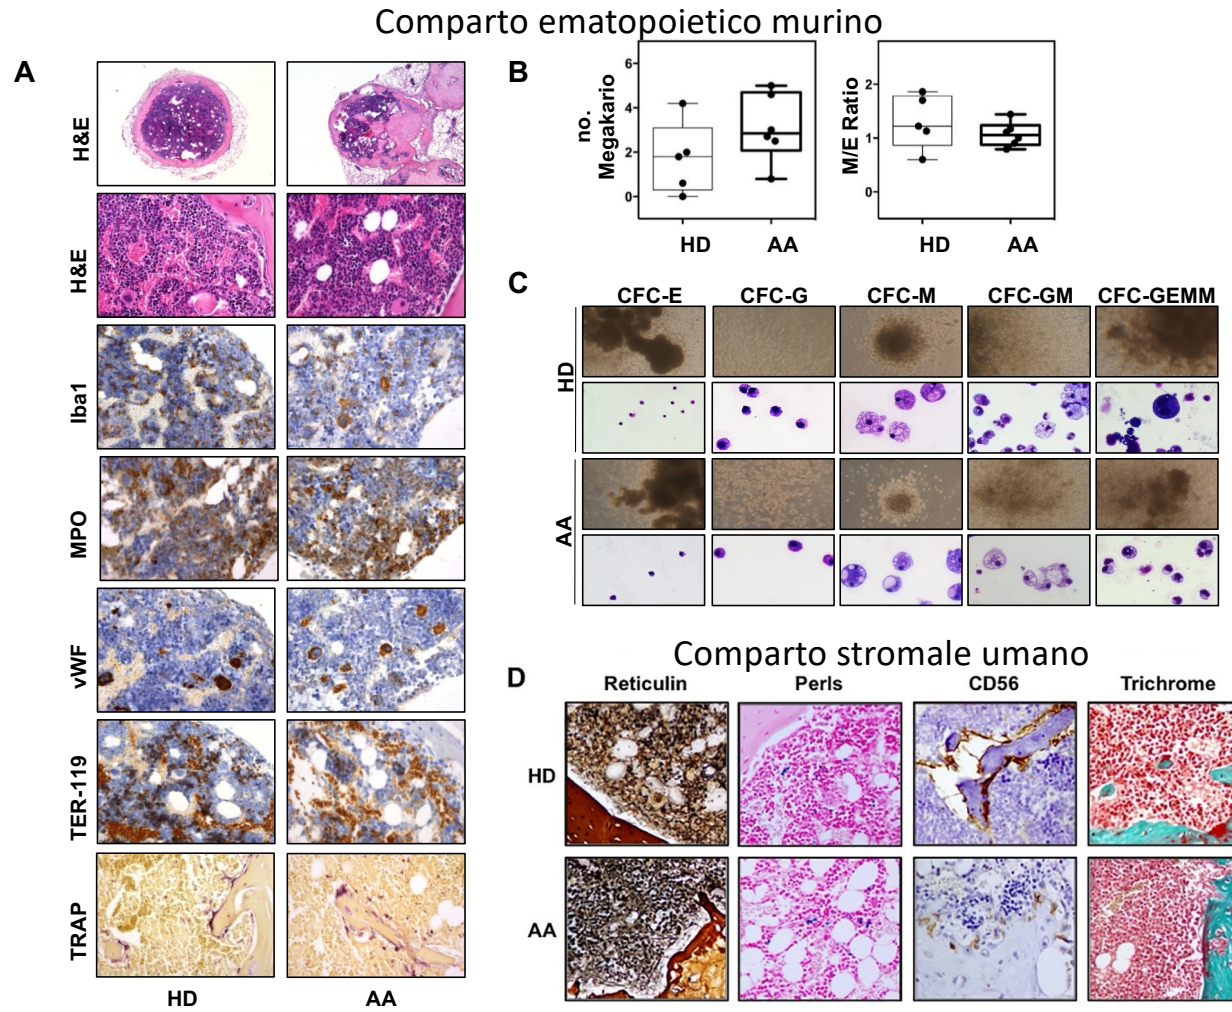 Comparto ematopoietico murino
A
H&E
H&E
Iba1
MPO
vWF
TER-119
TRAP
HD
AA
B
no.
Megakario
6
4
2
0
HD
AA
M/E Ratio
2
1
0
HD
AA
C
CFC-E
CFC-G
CFC-M
CFC-GM
CFC-GEMM
HD
AA
Comparto stromale umano
D
Reticulin
Perls
CD56
Trichrome
HD
AA